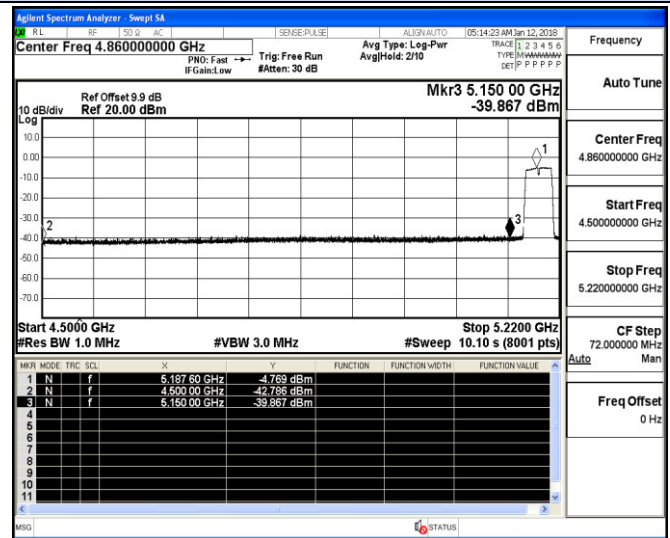 Agilent Spectrum Analyzer - Swept SA
RL RF 50 Ω AC SENSE:PULSE ALIGN AUTO 05:14:23 AM Jan 12, 2018
Center Freq 4.860000000 GHz
PNO: Fast
IFGain:Low
Trig: Free Run
#Atten: 30 dB
Avg Type: Log-Pwr
Avg|Hold: 2/10
TRACE 1 2 3 4 5 6
TYPE MWWWWW
DET P P P P P P
Ref Offset 9.9 dB
10 dB/div Ref 20.00 dBm
Log
Mkr3 5.150 00 GHz
-39.867 dBm
10.0
0.00
-10.0
-20.0
-30.0
-40.0
-50.0
-60.0
-70.0
1
2
3
Start 4.5000 GHz
Stop 5.2200 GHz
#Res BW 1.0 MHz #VBW 3.0 MHz #Sweep 10.10 s (8001 pts)
MKR MODE TRC SCL X Y FUNCTION FUNCTION WIDTH FUNCTION VALUE
1 N f 5.187 60 GHz -4.769 dBm
2 N f 4.500 00 GHz -42.786 dBm
3 N f 5.150 00 GHz -39.867 dBm
4
5
6
7
8
9
10
11
MSG STATUS
Frequency
Auto Tune
Center Freq
4.860000000 GHz
Start Freq
4.500000000 GHz
Stop Freq
5.220000000 GHz
CF Step
72.000000 MHz
Auto Man
Freq Offset
0 Hz